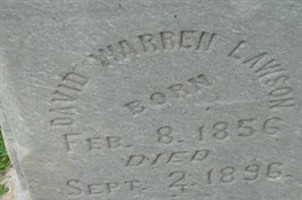 DAVID WARREN LAWSON
BORN
FEB. 8, 1856
DIED
SEPT. 2, 1896.